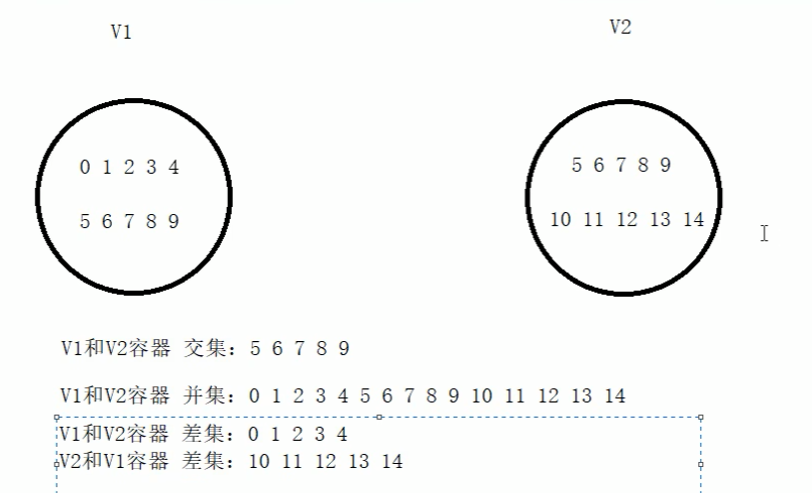 V1
V2
0 1 2 3 4
5 6 7 8 9
5 6 7 8 9
10 11 12 13 14
V1和V2容器 交集：5 6 7 8 9
V1和V2容器 并集：0 1 2 3 4 5 6 7 8 9 10 11 12 13 14
V1和V2容器 差集：0 1 2 3 4
V2和V1容器 差集：10 11 12 13 14